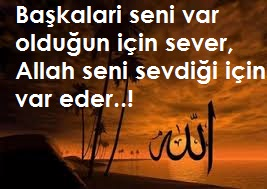 Başkalari seni var
olduğun için sever,
Allah seni sevdiği için
var eder..!
الله